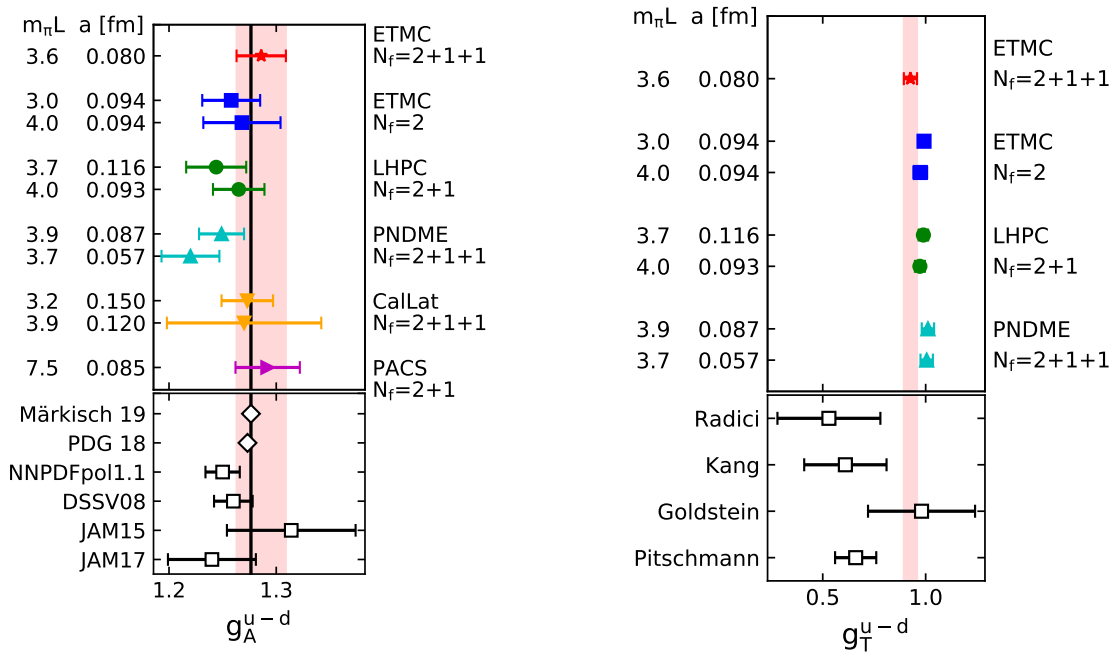 mπL a [fm]
ETMC
3.6 0.080 Nf=2+1+1
3.0 0.094 ETMC
4.0 0.094 Nf=2
3.7 0.116 LHPC
4.0 0.093 Nf=2+1
3.9 0.087 PNDME
3.7 0.057 Nf=2+1+1
3.2 0.150 CalLat
3.9 0.120 Nf=2+1+1
7.5 0.085 PACS
Nf=2+1
Märkisch 19
PDG 18
NNPDFpol1.1
DSSV08
JAM15
JAM17
1.2 1.3
gA^u−d
mπL a [fm]
ETMC
3.6 0.080 Nf=2+1+1
3.0 0.094 ETMC
4.0 0.094 Nf=2
3.7 0.116 LHPC
4.0 0.093 Nf=2+1
3.9 0.087 PNDME
3.7 0.057 Nf=2+1+1
Radici
Kang
Goldstein
Pitschmann
0.5 1.0
gT^u−d